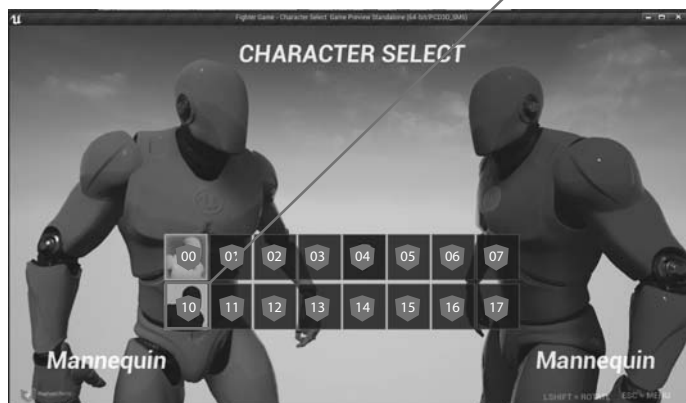 Fighter Game - Character Select Game Preview Standalone (64-bit/PCD3D_SM5)
CHARACTER SELECT
00 01 02 03 04 05 06 07
10 11 12 13 14 15 16 17
Mannequin Mannequin
LSHIFT = ROTATE ESC = MENU